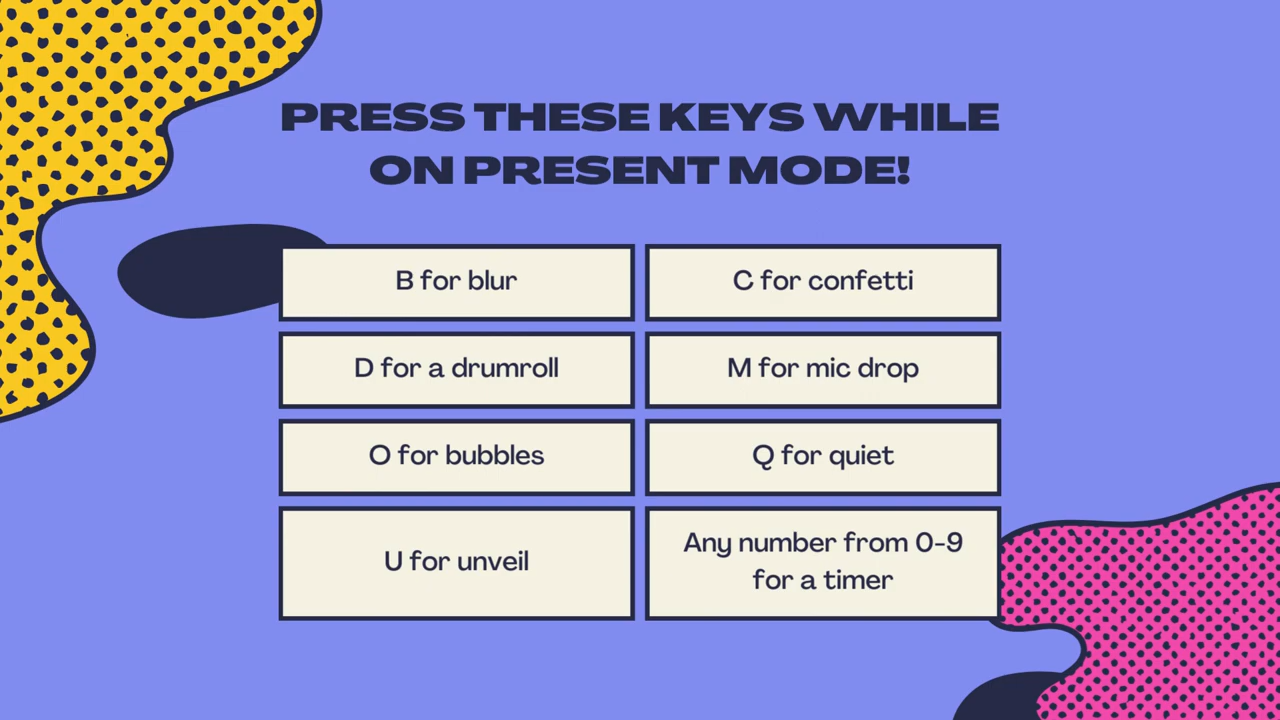 PRESS THESE KEYS WHILE
ON PRESENT MODE!
B for blur
C for confetti
D for a drumroll
M for mic drop
O for bubbles
Q for quiet
U for unveil
Any number from 0-9
for a timer